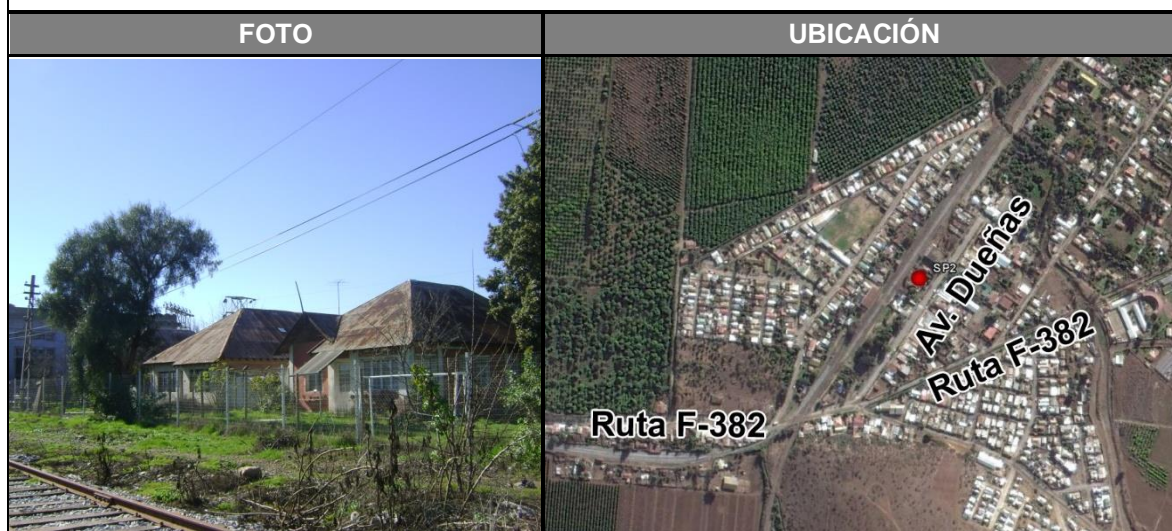 FOTO
UBICACIÓN
SP2
Av. Dueñas
Ruta F-382
Ruta F-382